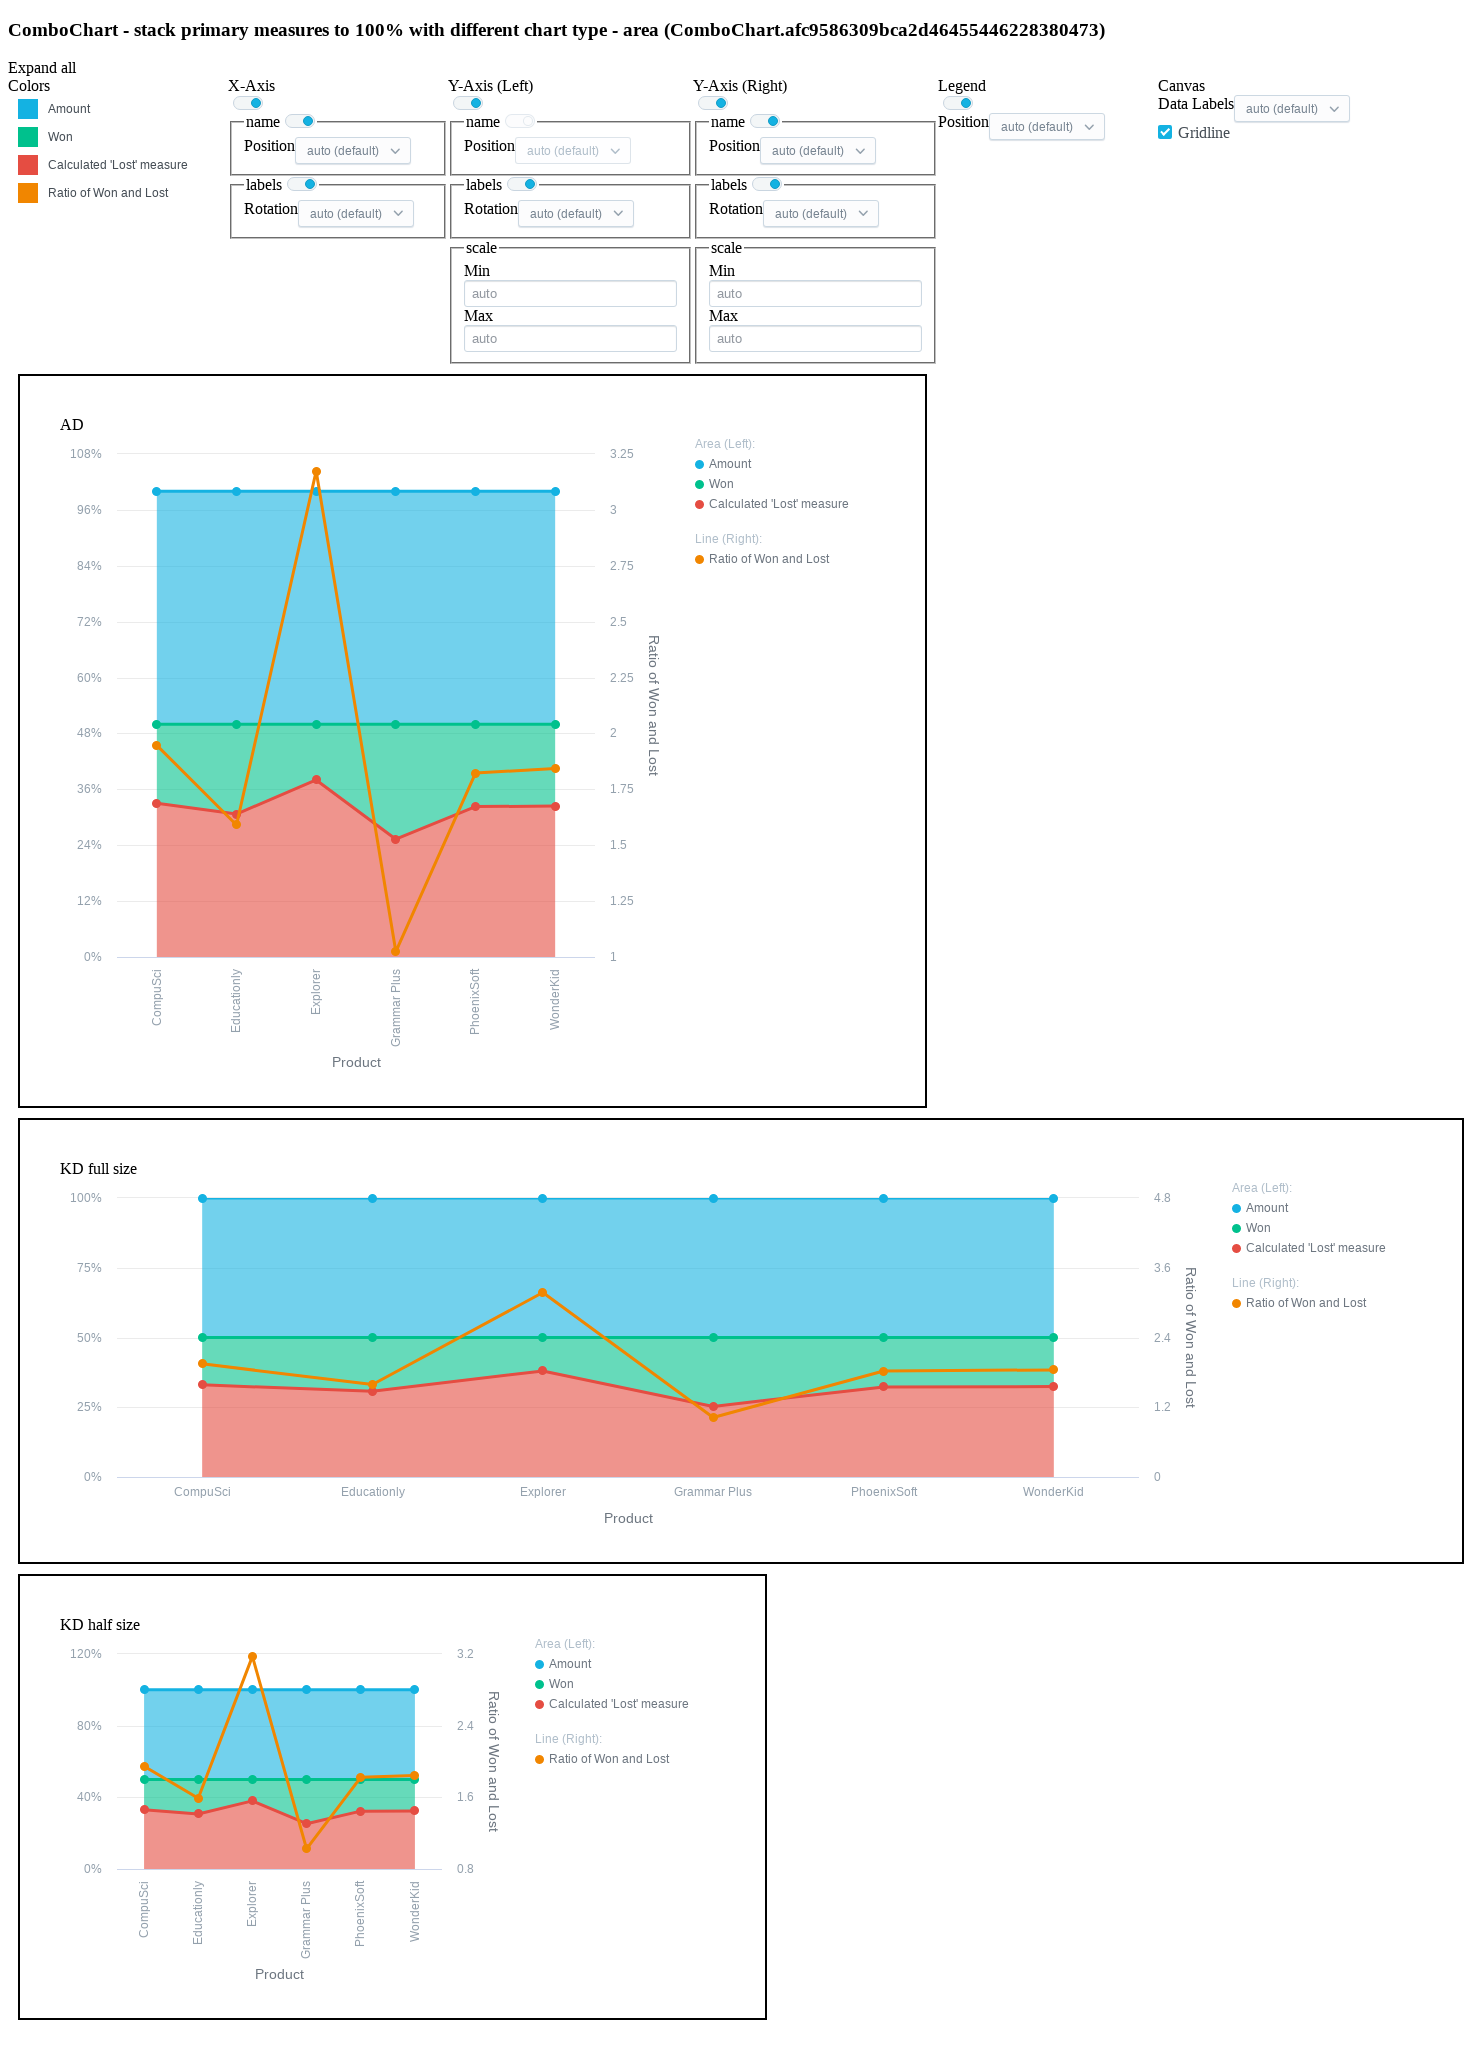 ComboChart - stack primary measures to 100% with different chart type - area (ComboChart.afc9586309bca2d46455446228380473)
Expand all
Colors
Amount
Won
Calculated 'Lost' measure
Ratio of Won and Lost
X-Axis
name
Position auto (default)
labels
Rotation auto (default)
Y-Axis (Left)
name
Position auto (default)
labels
Rotation auto (default)
scale
Min
auto
Max
auto
Y-Axis (Right)
name
Position auto (default)
labels
Rotation auto (default)
scale
Min
auto
Max
auto
Legend
Position auto (default)
Canvas
Data Labels auto (default)
Gridline
AD
108%
96%
84%
72%
60%
48%
36%
24%
12%
0%
3.25
3
2.75
2.5
2.25
2
1.75
1.5
1.25
1
Ratio of Won and Lost
CompuSci
Educationly
Explorer
Grammar Plus
PhoenixSoft
WonderKid
Product
Area (Left):
Amount
Won
Calculated 'Lost' measure
Line (Right):
Ratio of Won and Lost
KD full size
100%
75%
50%
25%
0%
4.8
3.6
2.4
1.2
0
Ratio of Won and Lost
CompuSci
Educationly
Explorer
Grammar Plus
PhoenixSoft
WonderKid
Product
Area (Left):
Amount
Won
Calculated 'Lost' measure
Line (Right):
Ratio of Won and Lost
KD half size
120%
80%
40%
0%
3.2
2.4
1.6
0.8
Ratio of Won and Lost
CompuSci
Educationly
Explorer
Grammar Plus
PhoenixSoft
WonderKid
Product
Area (Left):
Amount
Won
Calculated 'Lost' measure
Line (Right):
Ratio of Won and Lost